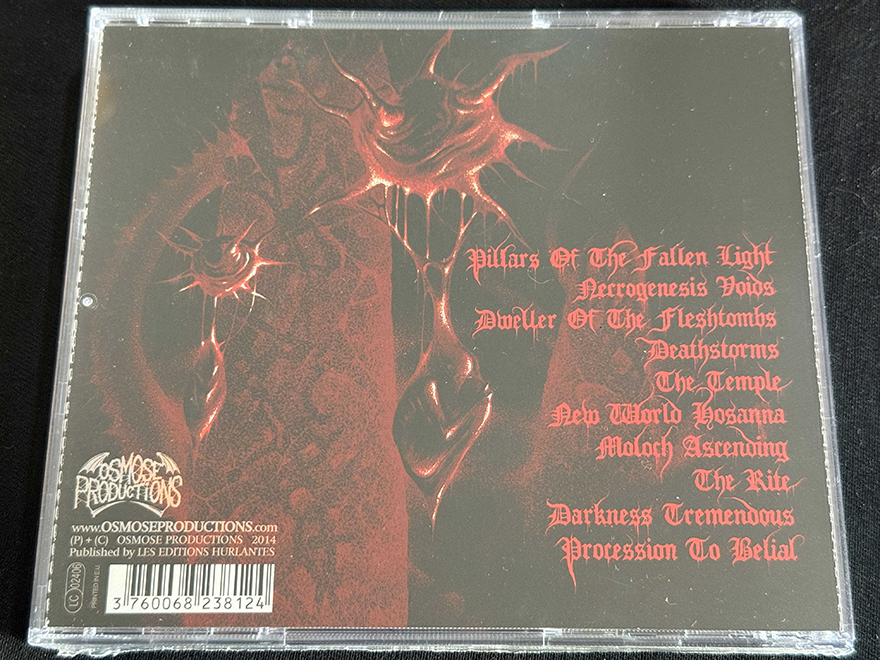 Pillars Of The Fallen Light
Necrogenesis Voids
Dweller Of The Fleshtombs
Deathstorms
The Temple
New World Hosanna
Moloch Ascending
The Rite
Darkness Tremendous
Procession To Belial
OSMOSE
PRODUCTIONS
www.OSMOSEPRODUCTIONS.com
(P) + (C) OSMOSE PRODUCTIONS 2014
Published by LES EDITIONS HURLANTES
LC 02406
PRINTED IN E.U.
3 760068 238124